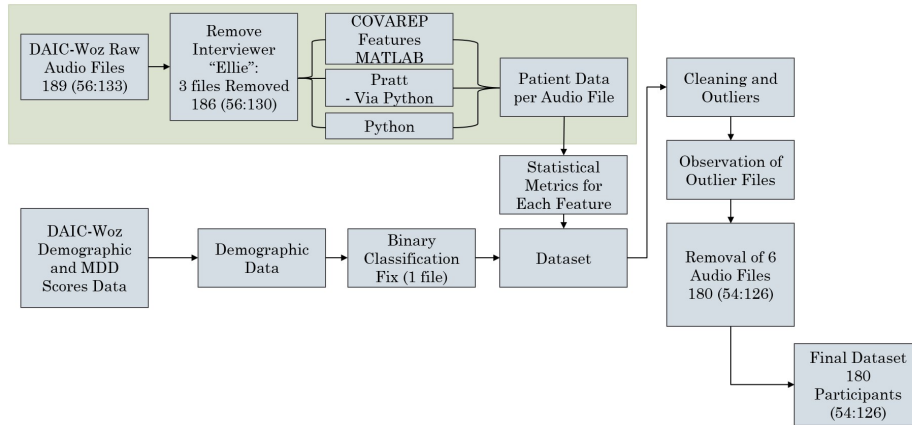 DAIC-Woz Raw
Audio Files
189 (56:133)
Remove
Interviewer
“Ellie”:
3 files Removed
186 (56:130)
COVAREP
Features
MATLAB
Pratt
- Via Python
Python
Patient Data
per Audio File
Statistical
Metrics for
Each Feature
DAIC-Woz
Demographic
and MDD
Scores Data
Demographic
Data
Binary
Classification
Fix (1 file)
Dataset
Cleaning and
Outliers
Observation of
Outlier Files
Removal of 6
Audio Files
180 (54:126)
Final Dataset
180
Participants
(54:126)